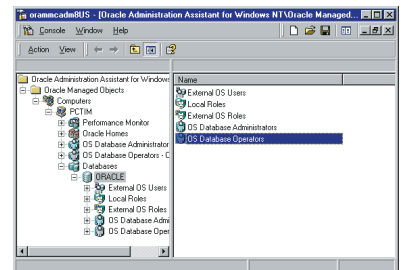 orammcadm8US - [Oracle Administration Assistant for Windows NT\Oracle Managed...
Console Window Help
Action View
Oracle Administration Assistant for Windows
Oracle Managed Objects
Computers
PCTIM
Performance Monitor
Oracle Homes
OS Database Administrator
OS Database Operators - C
Databases
ORACLE
External OS Users
Local Roles
External OS Roles
OS Database Admi
OS Database Oper
Name
External OS Users
Local Roles
External OS Roles
OS Database Administrators
OS Database Operators